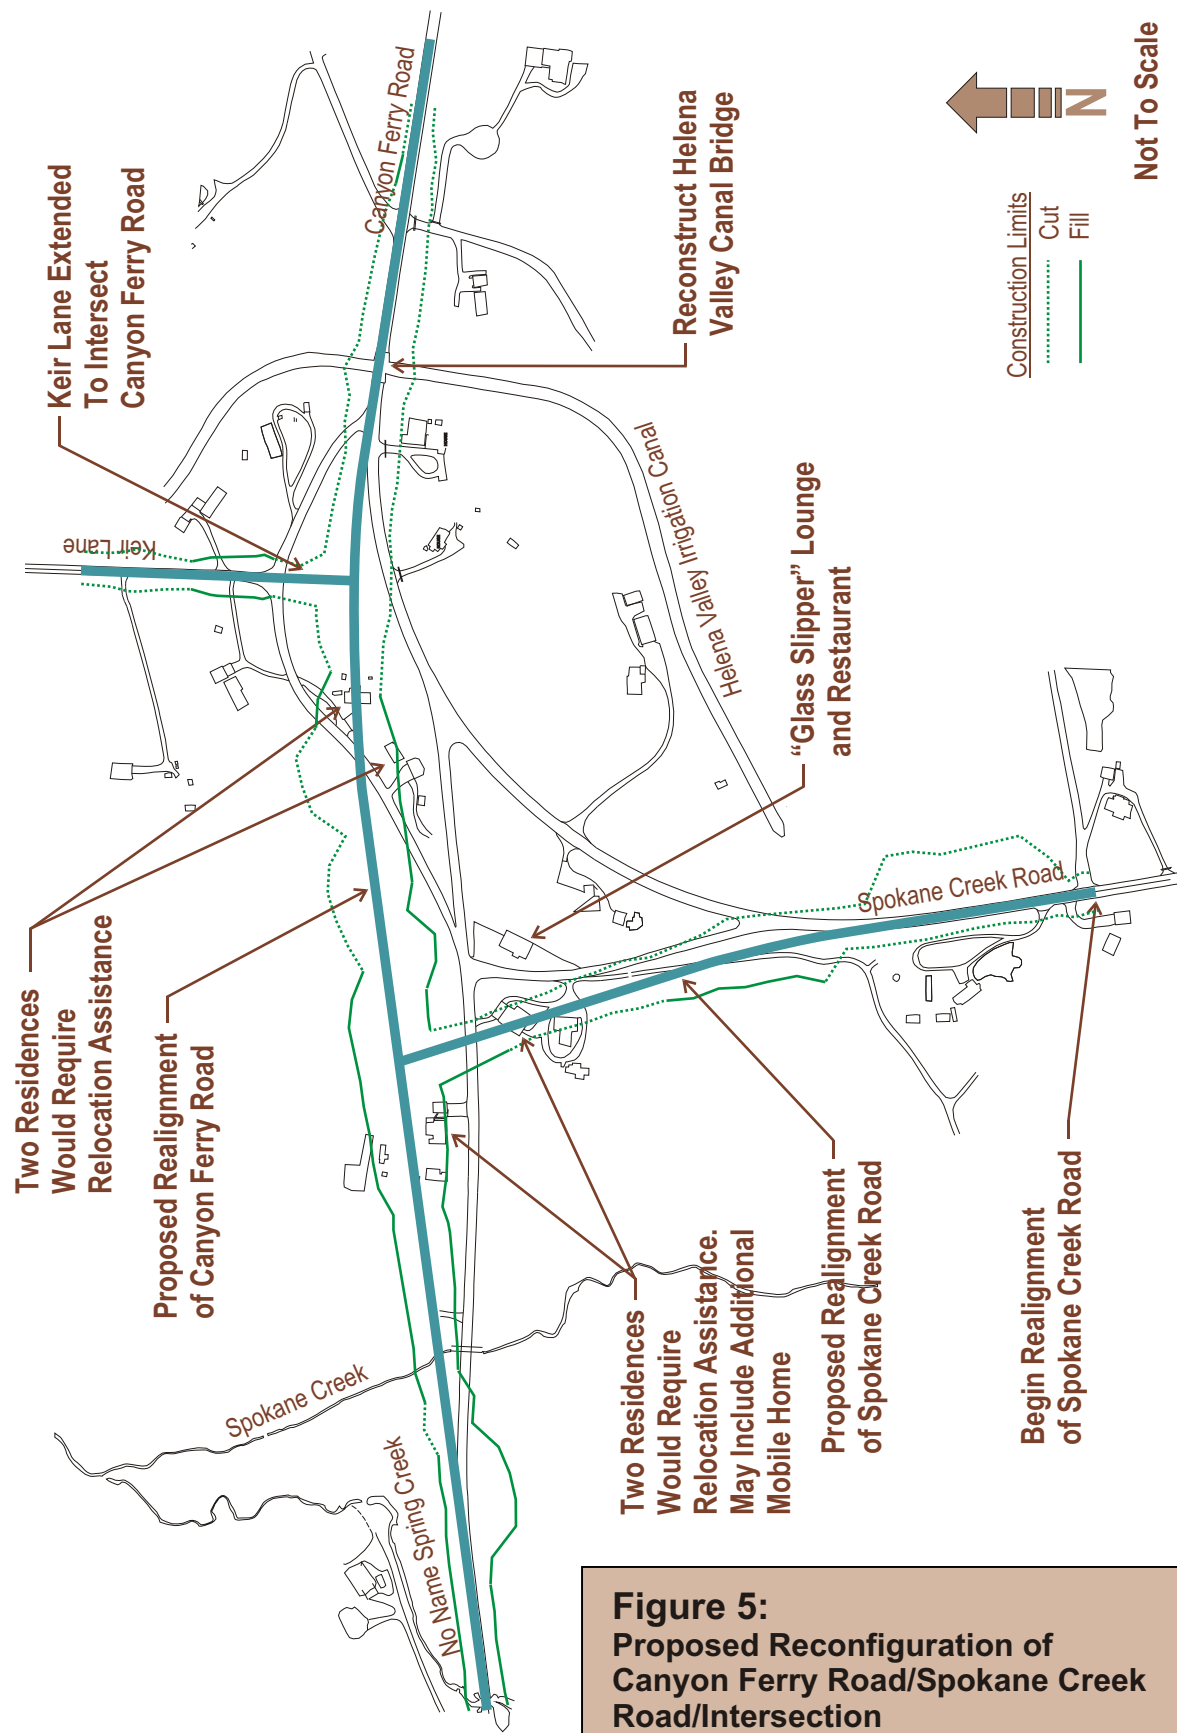 Keir Lane Extended
To Intersect
Canyon Ferry Road
Canyon Ferry Road
Reconstruct Helena
Valley Canal Bridge
N
Not To Scale
Construction Limits
Cut
Fill
Keir Lane
Helena Valley Irrigation Canal
"Glass Slipper" Lounge
and Restaurant
Two Residences
Would Require
Relocation Assistance
Proposed Realignment
of Canyon Ferry Road
Spokane Creek Road
Spokane Creek
No Name Spring Creek
Two Residences
Would Require
Relocation Assistance.
May Include Additional
Mobile Home
Proposed Realignment
of Spokane Creek Road
Begin Realignment
of Spokane Creek Road
Figure 5:
Proposed Reconfiguration of
Canyon Ferry Road/Spokane Creek
Road/Intersection